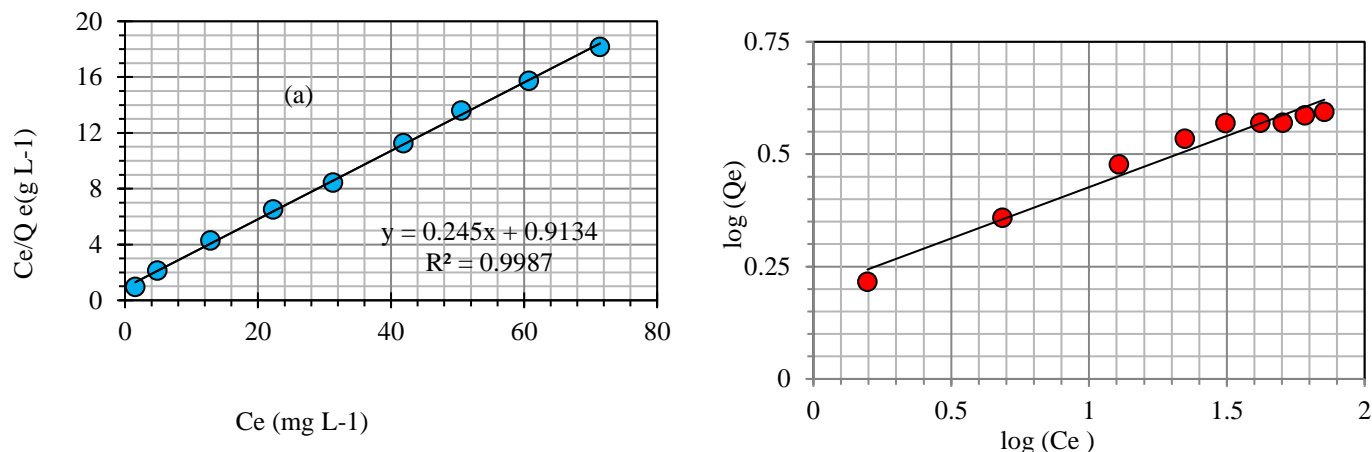 20
16
12
8
4
0
Ce/Q e(g L-1)
(a)
y = 0.245x + 0.9134
R² = 0.9987
0 20 40 60 80
Ce (mg L-1)
0.75
0.5
0.25
0
log (Qe)
0 0.5 1 1.5 2
log (Ce )